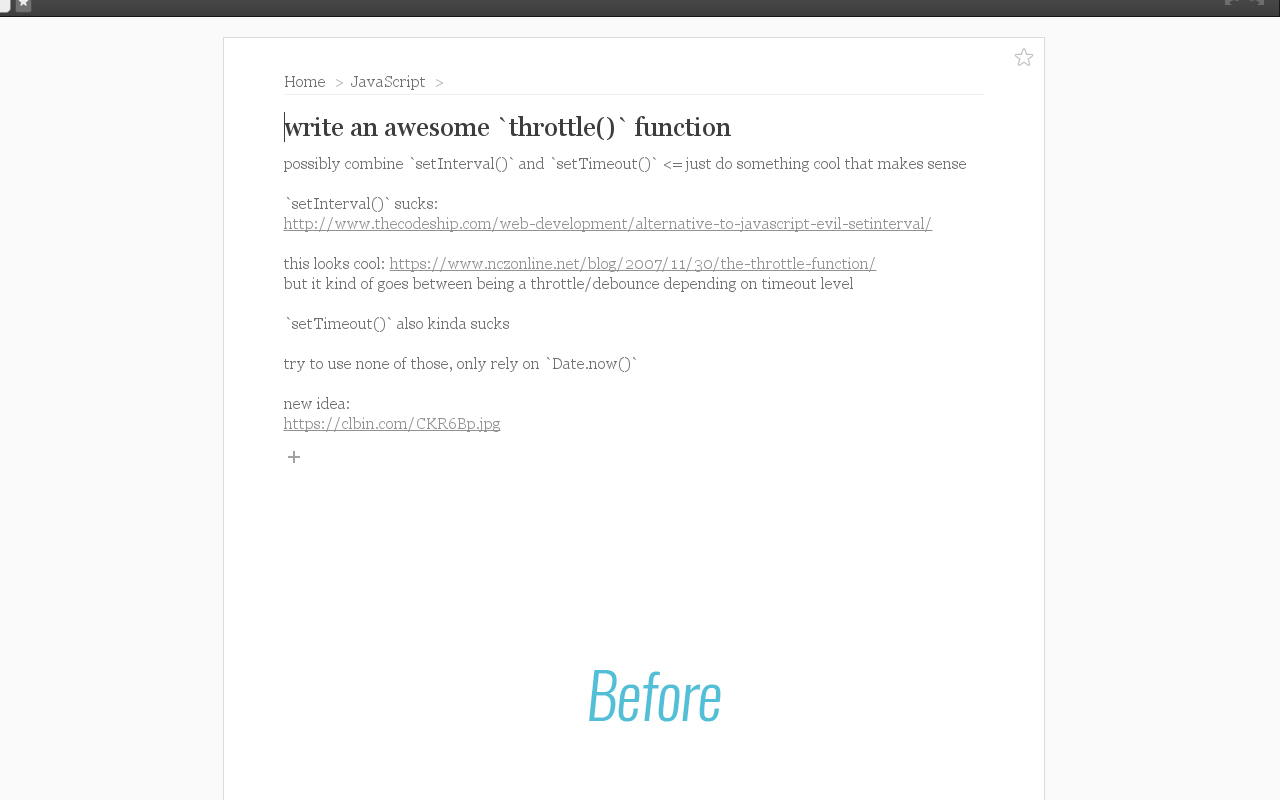 Home > JavaScript >
write an awesome `throttle()` function
possibly combine `setInterval()` and `setTimeout()` <= just do something cool that makes sense
`setInterval()` sucks:
http://www.thecodeship.com/web-development/alternative-to-javascript-evil-setinterval/
this looks cool: https://www.nczonline.net/blog/2007/11/30/the-throttle-function/
but it kind of goes between being a throttle/debounce depending on timeout level
`setTimeout()` also kinda sucks
try to use none of those, only rely on `Date.now()`
new idea:
https://clbin.com/CKR6Bp.jpg
+
Before